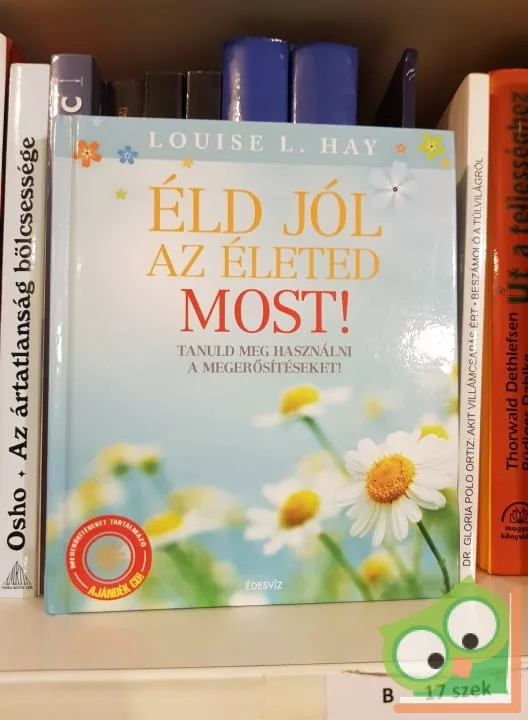 LOUISE L. HAY
ÉLD JÓL
AZ ÉLETED
MOST!
TANULD MEG HASZNÁLNI
A MEGERŐSÍTÉSEKET!
MEGERŐSÍTÉSEKET TARTALMAZÓ
AJÁNDÉK CD!
ÉDESVÍZ
Osho • Az ártatlanság bölcsessége
DR. GLORIA POLO ORTIZ: AKIT VILLÁMCSAPÁS ÉRT • BESZÁMOLÓ A TÚLVILÁGRÓL
Thorwald Dethlefsen
Út a teljességhez
B
17 szek